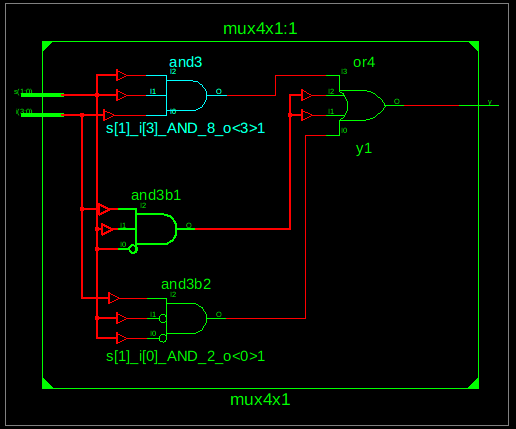 mux4x1:1
and3
or4
I2
I3
s(1:0)
I1
O
I2
i(3:0)
I0
I1
O
y
s[1]_i[3]_AND_8_o<3>1
I0
y1
and3b1
I2
I1
O
I0
and3b2
I2
I1
O
I0
s[1]_i[0]_AND_2_o<0>1
mux4x1